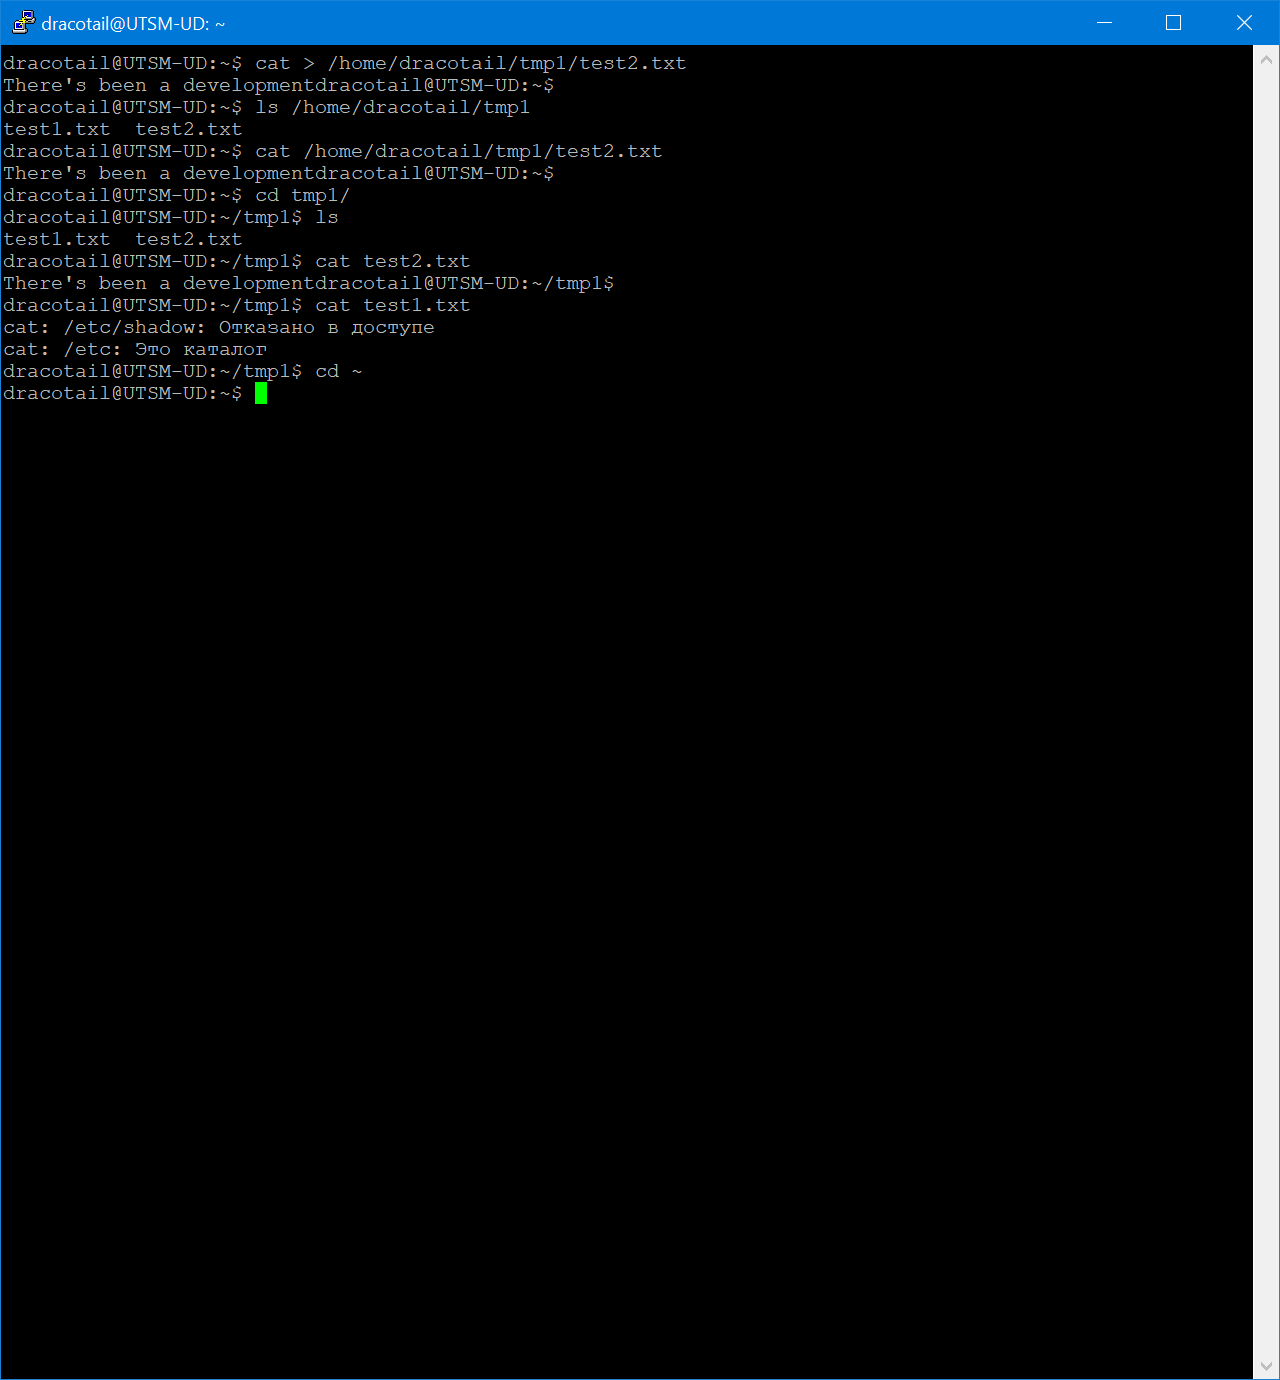 dracotail@UTSM-UD: ~
dracotail@UTSM-UD:~$ cat > /home/dracotail/tmp1/test2.txt
There's been a developmentdracotail@UTSM-UD:~$
dracotail@UTSM-UD:~$ ls /home/dracotail/tmp1
test1.txt  test2.txt
dracotail@UTSM-UD:~$ cat /home/dracotail/tmp1/test2.txt
There's been a developmentdracotail@UTSM-UD:~$
dracotail@UTSM-UD:~$ cd tmp1/
dracotail@UTSM-UD:~/tmp1$ ls
test1.txt  test2.txt
dracotail@UTSM-UD:~/tmp1$ cat test2.txt
There's been a developmentdracotail@UTSM-UD:~/tmp1$
dracotail@UTSM-UD:~/tmp1$ cat test1.txt
cat: /etc/shadow: Отказано в доступе
cat: /etc: Это каталог
dracotail@UTSM-UD:~/tmp1$ cd ~
dracotail@UTSM-UD:~$